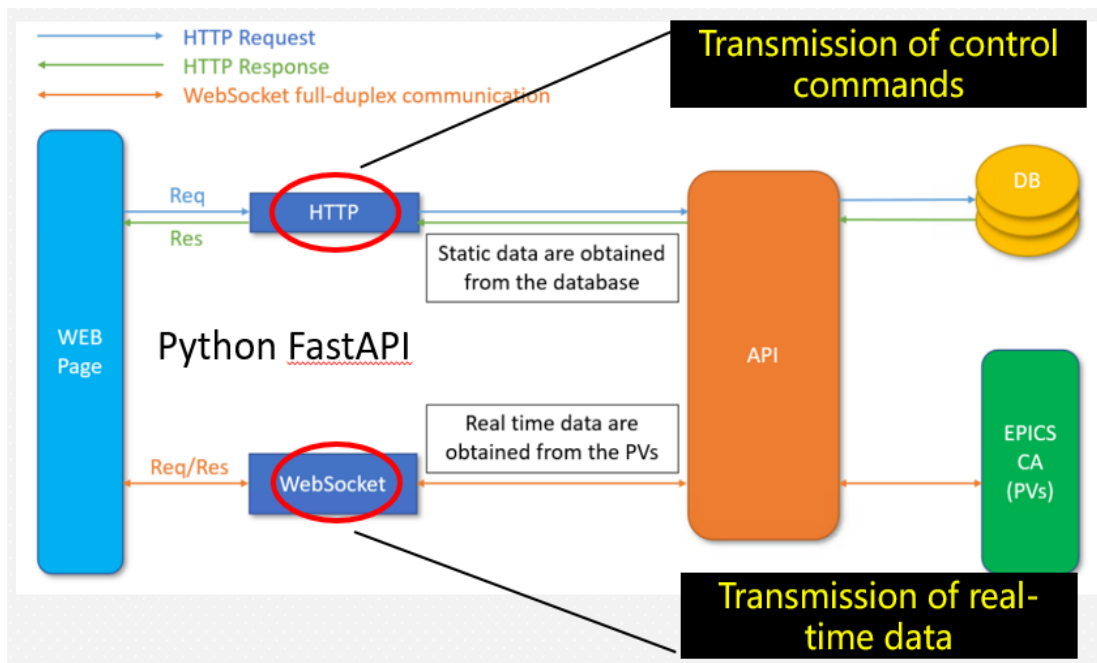 HTTP Request
HTTP Response
WebSocket full-duplex communication
Transmission of control
commands
WEB
Page
Req
Res
HTTP
Static data are obtained
from the database
API
DB
Python FastAPI
Real time data are
obtained from the PVs
Req/Res
WebSocket
EPICS
CA
(PVs)
Transmission of real-
time data